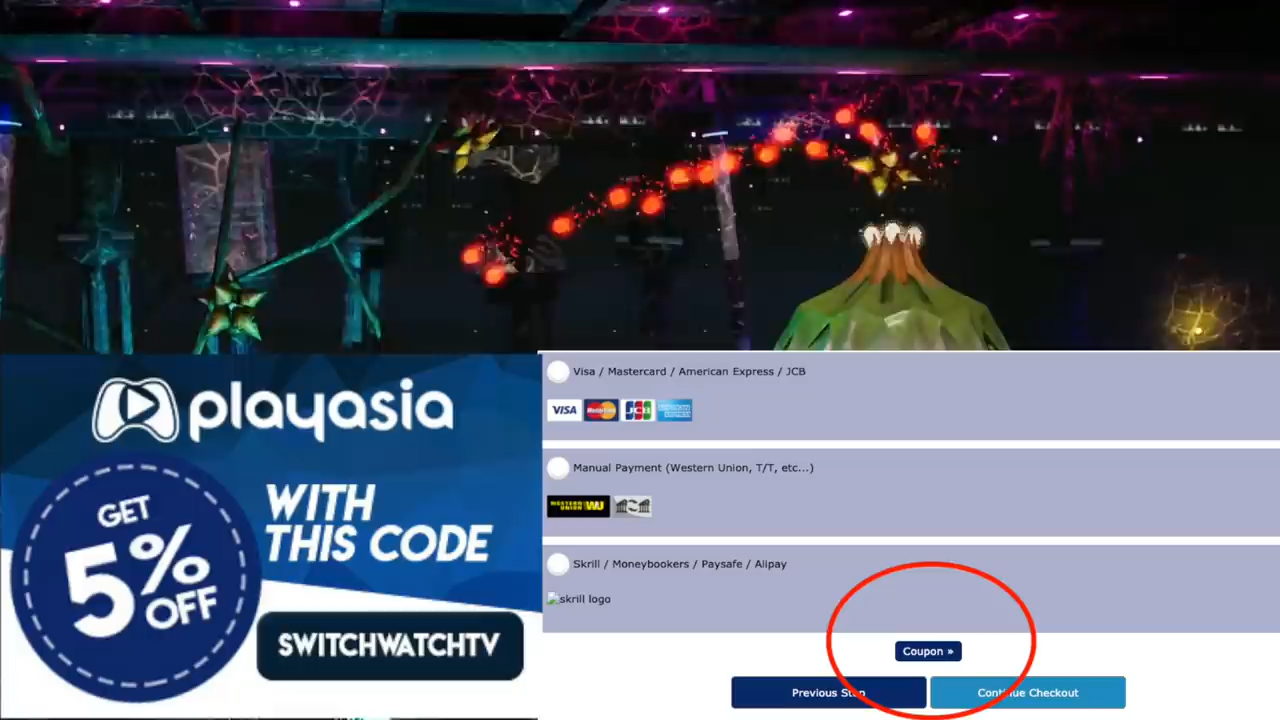 playasia
GET
5%
OFF
WITH
THIS CODE
SWITCHWATCHTV
Visa / Mastercard / American Express / JCB
VISA
MasterCard
JCB
Manual Payment (Western Union, T/T, etc...)
WESTERN
UNION
WU
Skrill / Moneybookers / Paysafe / Alipay
skrill logo
Coupon »
Previous Step
Continue Checkout